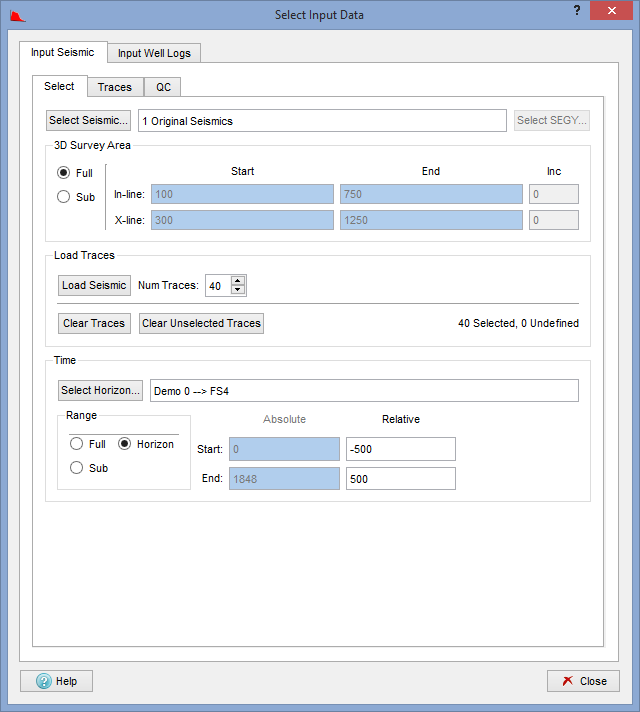 Select Input Data
?
Input Seismic Input Well Logs
Select Traces QC
Select Seismic... 1 Original Seismics Select SEGY...
3D Survey Area
Start End Inc
Full
In-line: 100 750 0
Sub
X-line: 300 1250 0
Load Traces
Load Seismic Num Traces: 40
Clear Traces Clear Unselected Traces 40 Selected, 0 Undefined
Time
Select Horizon... Demo 0 --> FS4
Range Absolute Relative
Full Horizon Start: 0 -500
Sub End: 1848 500
? Help Close